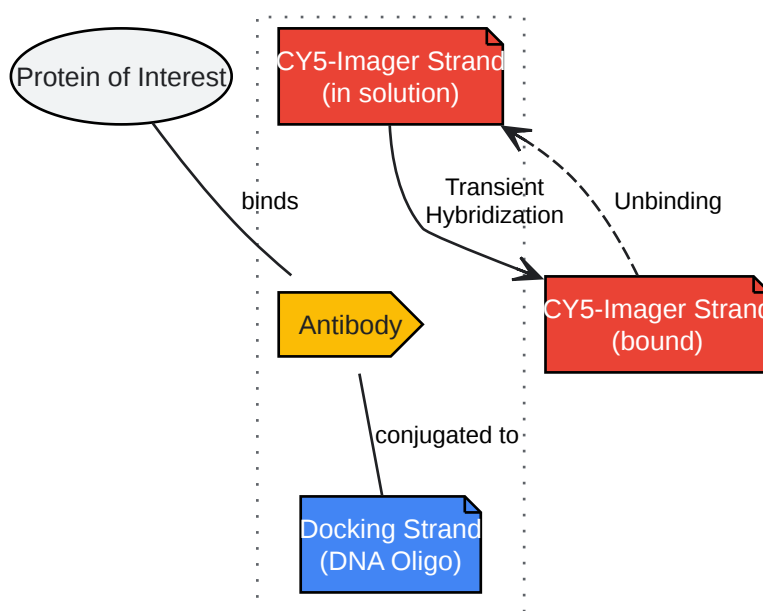 Protein of Interest
CY5-Imager Strand
(in solution)
binds
Transient
Hybridization
Unbinding
Antibody
CY5-Imager Strand
(bound)
conjugated to
Docking Strand
(DNA Oligo)